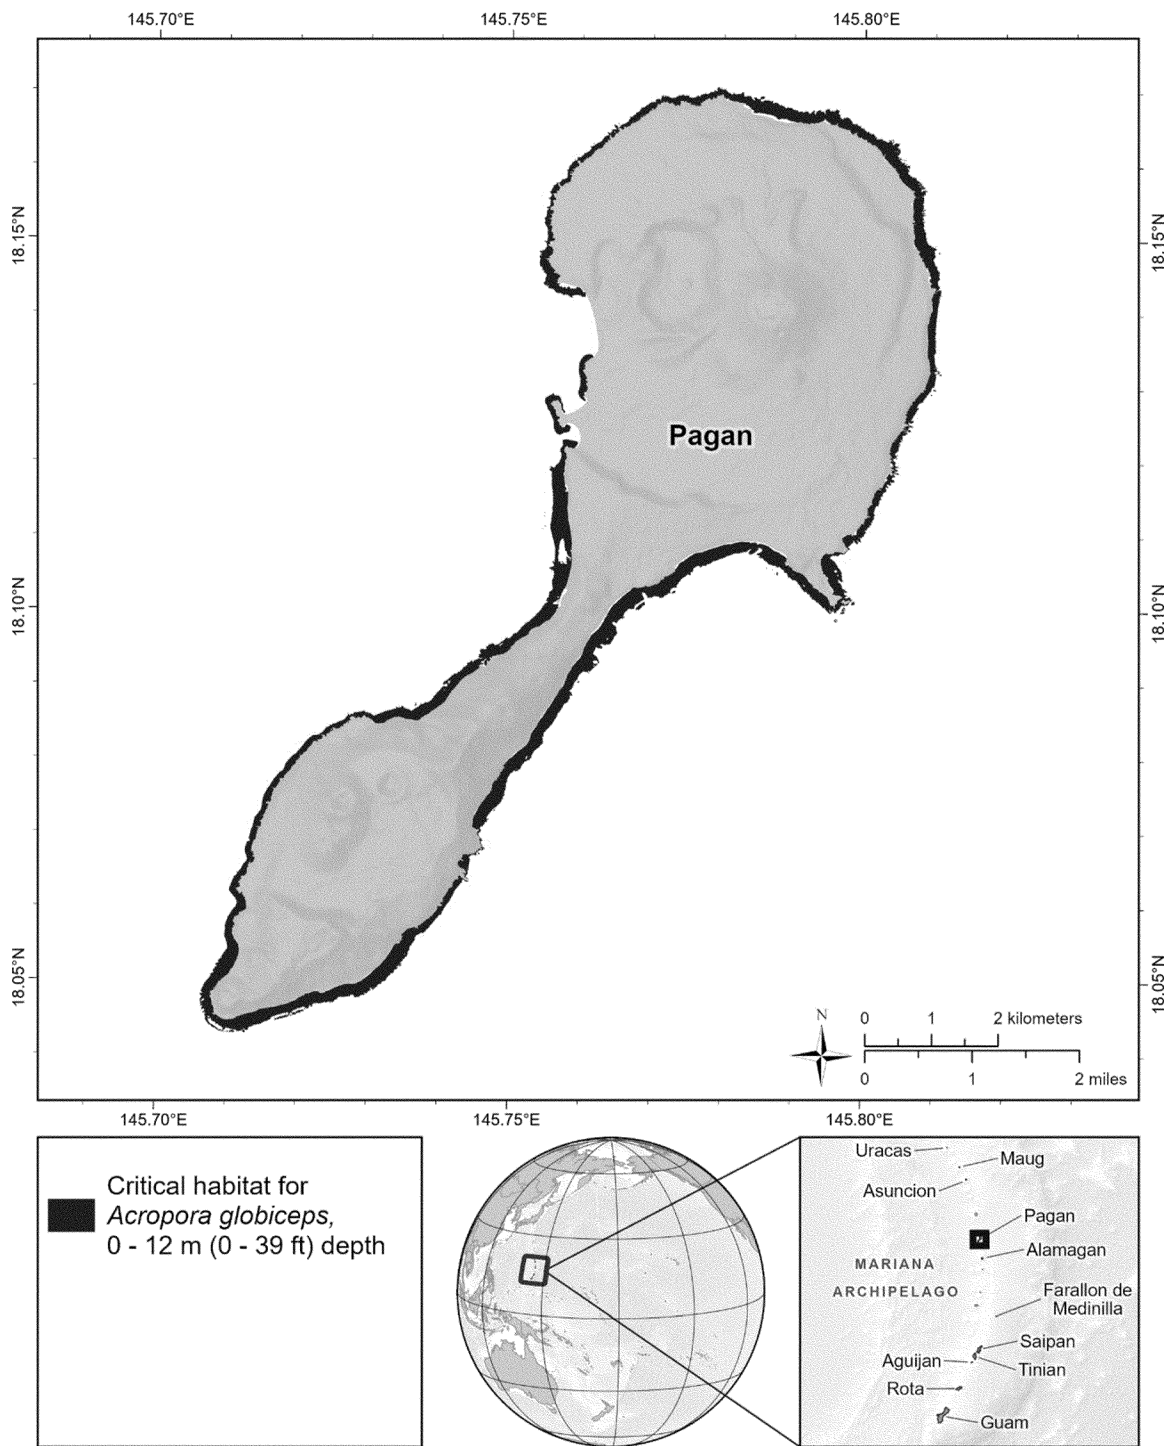 145.70°E 145.75°E 145.80°E
18.15°N
18.15°N
Pagan
18.10°N
18.10°N
18.05°N
18.05°N
N
0 1 2 kilometers
0 1 2 miles
145.70°E 145.75°E 145.80°E
Critical habitat for
Acropora globiceps,
0 - 12 m (0 - 39 ft) depth
Uracas
Maug
Asuncion
Pagan
Alamagan
MARIANA
ARCHIPELAGO
Farallon de
Medinilla
Saipan
Aguijan
Tinian
Rota
Guam